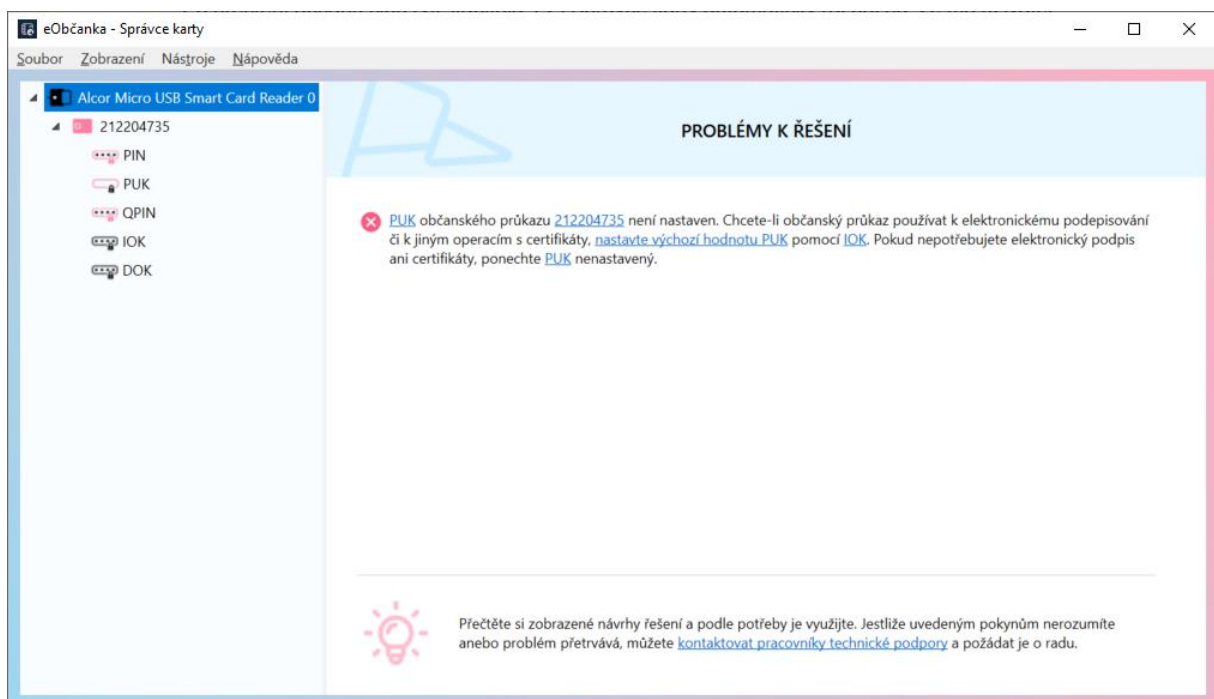 eObčanka - Správce karty
Soubor Zobrazení Nástroje Nápověda
Alcor Micro USB Smart Card Reader 0
212204735
PIN
PUK
QPIN
IOK
DOK
PROBLÉMY K ŘEŠENÍ
PUK občanského průkazu 212204735 není nastaven. Chcete-li občanský průkaz používat k elektronickému podepisování
či k jiným operacím s certifikáty, nastavte výchozí hodnotu PUK pomocí IOK. Pokud nepotřebujete elektronický podpis
ani certifikáty, ponechte PUK nenastavený.
Přečtěte si zobrazené návrhy řešení a podle potřeby je využijte. Jestliže uvedeným pokynům nerozumíte
anebo problém přetrvává, můžete kontaktovat pracovníky technické podpory a požádat je o radu.